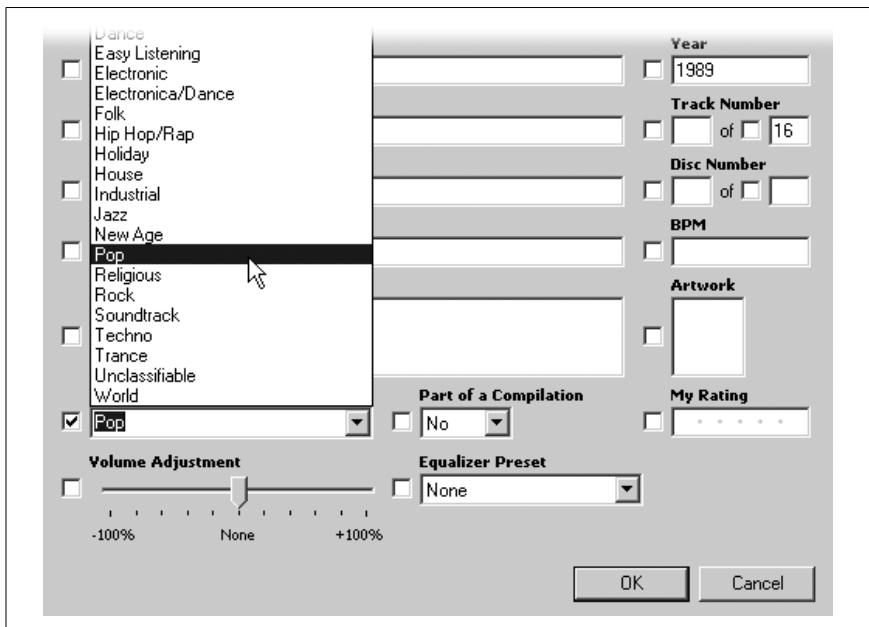 Dance
Easy Listening
Electronic
Electronica/Dance
Folk
Hip Hop/Rap
Holiday
House
Industrial
Jazz
New Age
Pop
Religious
Rock
Soundtrack
Techno
Trance
Unclassifiable
World
Pop
Year
1989
Track Number
of 16
Disc Number
of
BPM
Artwork
Part of a Compilation
No
My Rating
Volume Adjustment
-100% None +100%
Equalizer Preset
None
OK Cancel